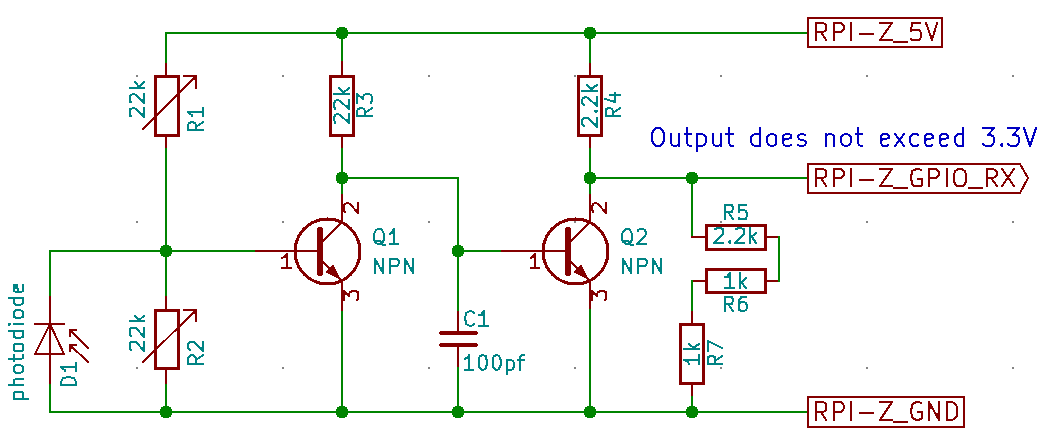 RPI-Z_5V
22k
R1
22k
R3
2.2k
R4
Output does not exceed 3.3V
RPI-Z_GPIO_RX
2
2
R5
2.2k
Q1
NPN
1
Q2
NPN
1
1k
R6
3
3
photodiode
D1
22k
R2
C1
100pf
1k
R7
RPI-Z_GND